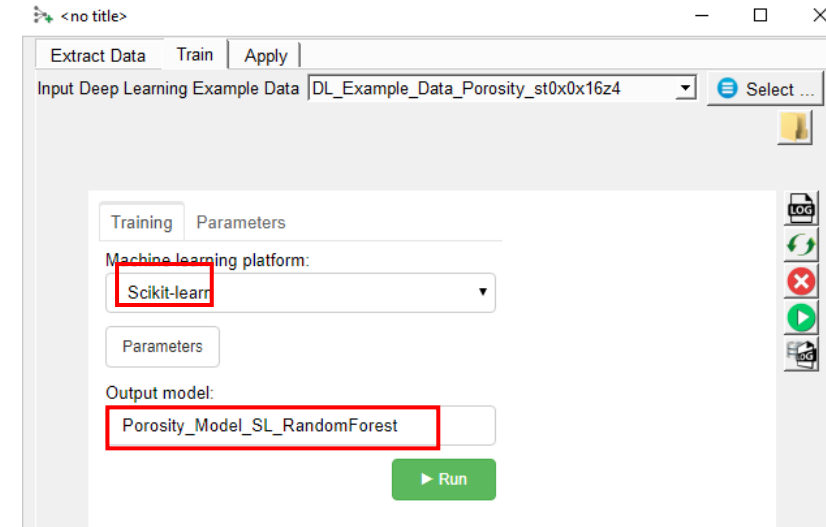 <no title>
Extract Data Train Apply
Input Deep Learning Example Data DL_Example_Data_Porosity_st0x0x16z4 Select ...
LOG
Training Parameters
Machine learning platform:
Scikit-learn
Parameters
LOG
Output model:
Porosity_Model_SL_RandomForest
Run